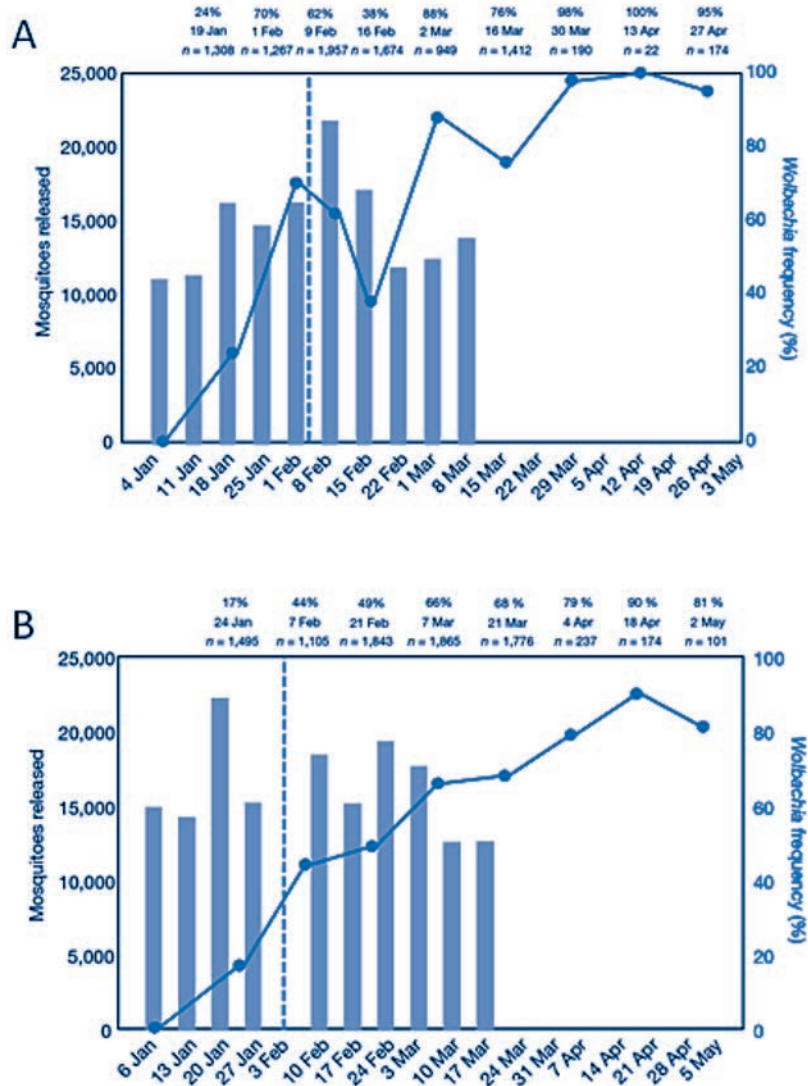 A
24% 70% 62% 38% 88% 76% 98% 100% 95%
19 Jan 1 Feb 9 Feb 16 Feb 2 Mar 16 Mar 30 Mar 13 Apr 27 Apr
n = 1,308 n = 1,267 n = 1,957 n = 1,674 n = 949 n = 1,412 n = 190 n = 22 n = 174
25,000 100
20,000 80
15,000 60
10,000 40
5,000 20
0 0
Mosquitoes released
Wolbachia frequency (%)
4 Jan 11 Jan 18 Jan 25 Jan 1 Feb 8 Feb 15 Feb 22 Feb 1 Mar 8 Mar 15 Mar 22 Mar 29 Mar 5 Apr 12 Apr 19 Apr 26 Apr 3 May
B
17% 44% 49% 66% 68 % 79 % 90 % 81 %
24 Jan 7 Feb 21 Feb 7 Mar 21 Mar 4 Apr 18 Apr 2 May
n = 1,495 n = 1,105 n = 1,843 n = 1,865 n = 1,776 n = 237 n = 174 n = 101
25,000 100
20,000 80
15,000 60
10,000 40
5,000 20
0 0
Mosquitoes released
Wolbachia frequency (%)
6 Jan 13 Jan 20 Jan 27 Jan 3 Feb 10 Feb 17 Feb 24 Feb 3 Mar 10 Mar 17 Mar 24 Mar 31 Mar 7 Apr 14 Apr 21 Apr 28 Apr 5 May